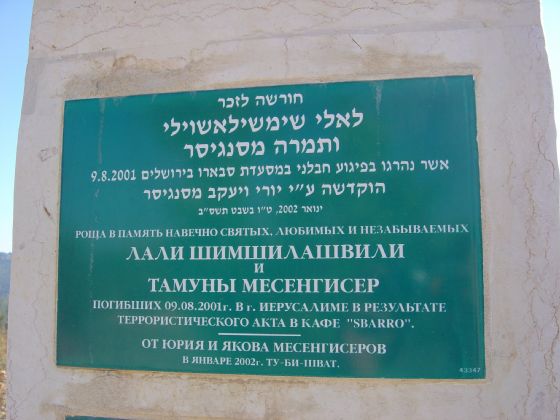 חורשה לזכר
לאלי שימשילאשוילי
ותמרה מסנגיסר
אשר נהרגו בפיגוע חבלני במסעדת סבארו בירושלים 9.8.2001
הוקדשה ע"י יורי ויעקב מסנגיסר
ינואר 2002, ט"ו בשבט תשס"ב
РОЩА В ПАМЯТЬ НАВЕЧНО СВЯТЫХ, ЛЮБИМЫХ И НЕЗАБЫВАЕМЫХ
ЛАЛИ ШИМШИЛАШВИЛИ
И
ТАМУНЫ МЕСЕНГИСЕР
ПОГИБШИХ 09.08.2001г. В г. ИЕРУСАЛИМЕ В РЕЗУЛЬТАТЕ
ТЕРРОРИСТИЧЕСКОГО АКТА В КАФЕ "SBARRO".
ОТ ЮРИЯ И ЯКОВА МЕСЕНГИСЕРОВ
В ЯНВАРЕ 2002г. ТУ-БИ-ШВАТ.
43347